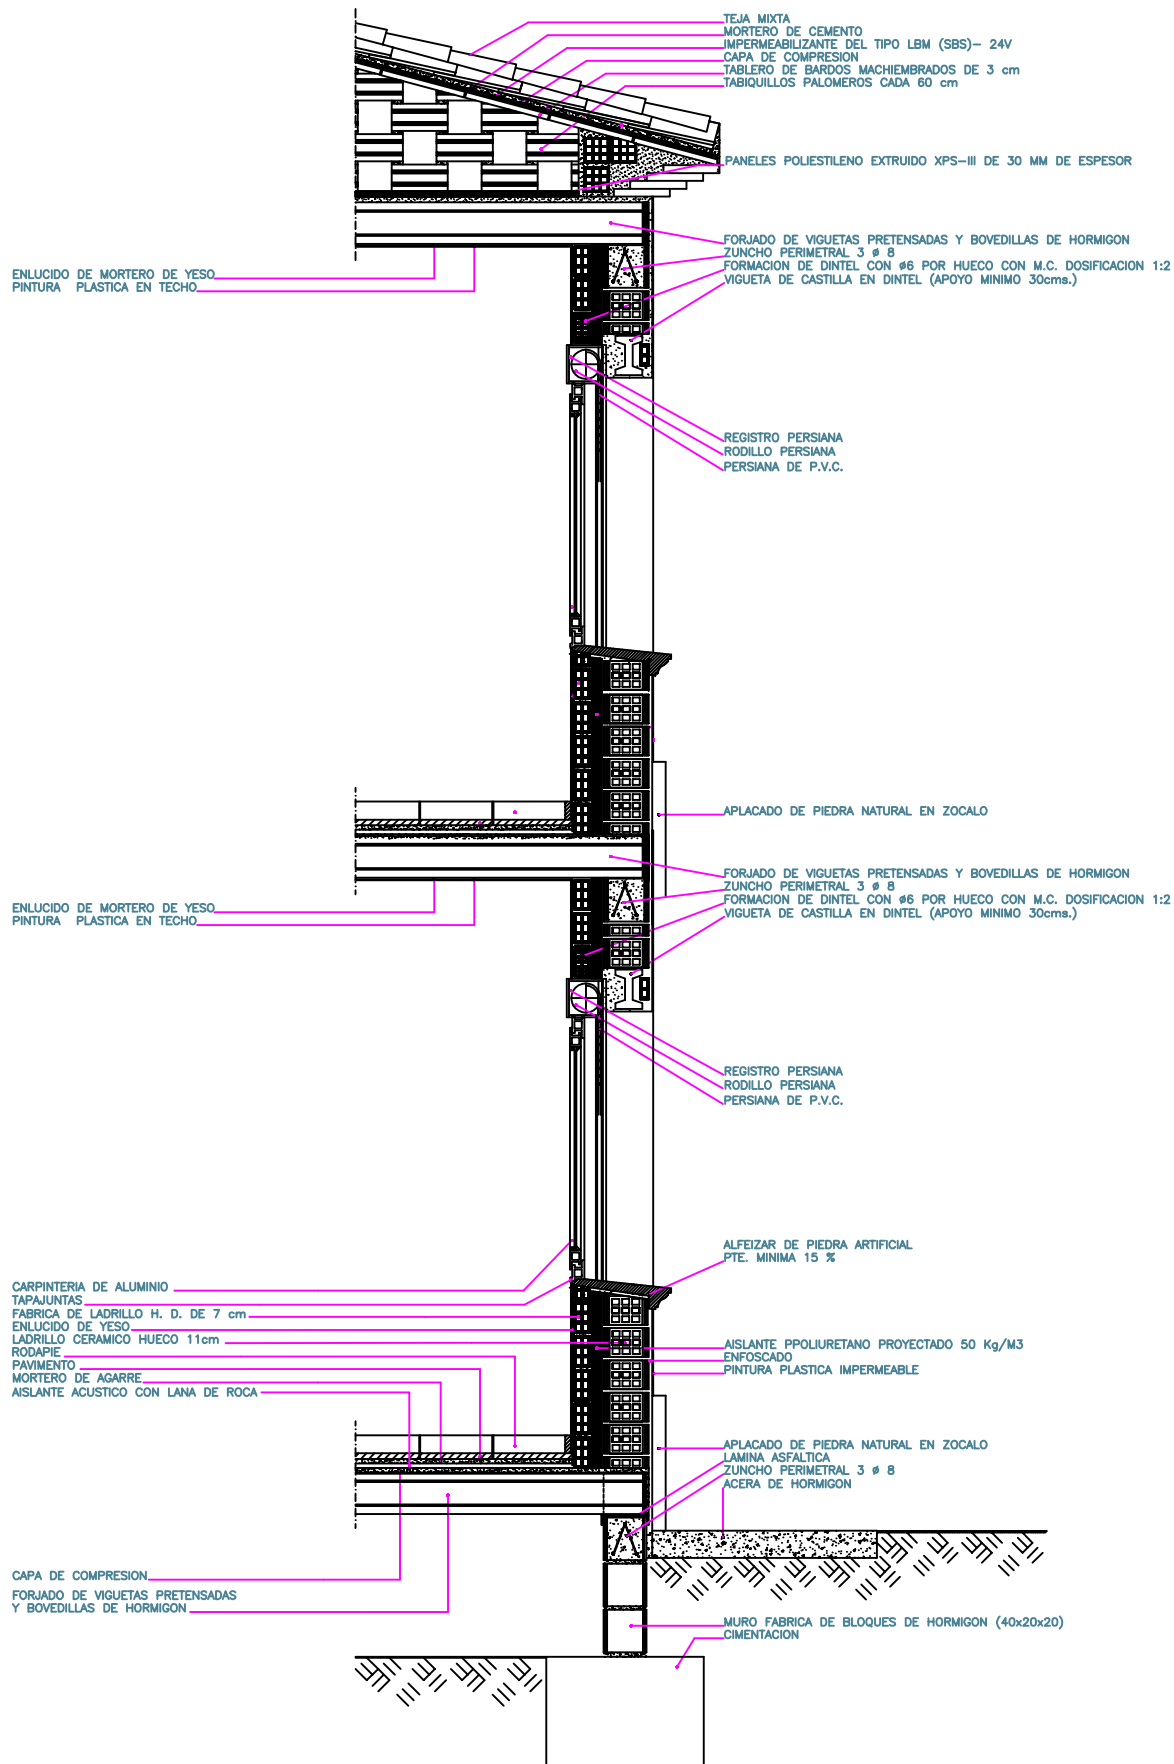 TEJA MIXTA
MORTERO DE CEMENTO
IMPERMEABILIZANTE DEL TIPO LBM (SBS)- 24V
CAPA DE COMPRESION
TABLERO DE BARDOS MACHIEMBRADOS DE 3 cm
TABIQUILLOS PALOMEROS CADA 60 cm
PANELES POLIESTILENO EXTRUIDO XPS-III DE 30 MM DE ESPESOR
FORJADO DE VIGUETAS PRETENSADAS Y BOVEDILLAS DE HORMIGON
ZUNCHO PERIMETRAL 3 ø 8
FORMACION DE DINTEL CON ø6 POR HUECO CON M.C. DOSIFICACION 1:2
VIGUETA DE CASTILLA EN DINTEL (APOYO MINIMO 30cms.)
ENLUCIDO DE MORTERO DE YESO
PINTURA PLASTICA EN TECHO
REGISTRO PERSIANA
RODILLO PERSIANA
PERSIANA DE P.V.C.
APLACADO DE PIEDRA NATURAL EN ZOCALO
FORJADO DE VIGUETAS PRETENSADAS Y BOVEDILLAS DE HORMIGON
ZUNCHO PERIMETRAL 3 ø 8
FORMACION DE DINTEL CON ø6 POR HUECO CON M.C. DOSIFICACION 1:2
VIGUETA DE CASTILLA EN DINTEL (APOYO MINIMO 30cms.)
ENLUCIDO DE MORTERO DE YESO
PINTURA PLASTICA EN TECHO
REGISTRO PERSIANA
RODILLO PERSIANA
PERSIANA DE P.V.C.
ALFEIZAR DE PIEDRA ARTIFICIAL
PTE. MINIMA 15 %
CARPINTERIA DE ALUMINIO
TAPAJUNTAS
FABRICA DE LADRILLO H. D. DE 7 cm
ENLUCIDO DE YESO
LADRILLO CERAMICO HUECO 11cm
RODAPIE
PAVIMENTO
MORTERO DE AGARRE
AISLANTE ACUSTICO CON LANA DE ROCA
AISLANTE PPOLIURETANO PROYECTADO 50 Kg/M3
ENFOSCADO
PINTURA PLASTICA IMPERMEABLE
APLACADO DE PIEDRA NATURAL EN ZOCALO
LAMINA ASFALTICA
ZUNCHO PERIMETRAL 3 ø 8
ACERA DE HORMIGON
CAPA DE COMPRESION
FORJADO DE VIGUETAS PRETENSADAS
Y BOVEDILLAS DE HORMIGON
MURO FABRICA DE BLOQUES DE HORMIGON (40x20x20)
CIMENTACION